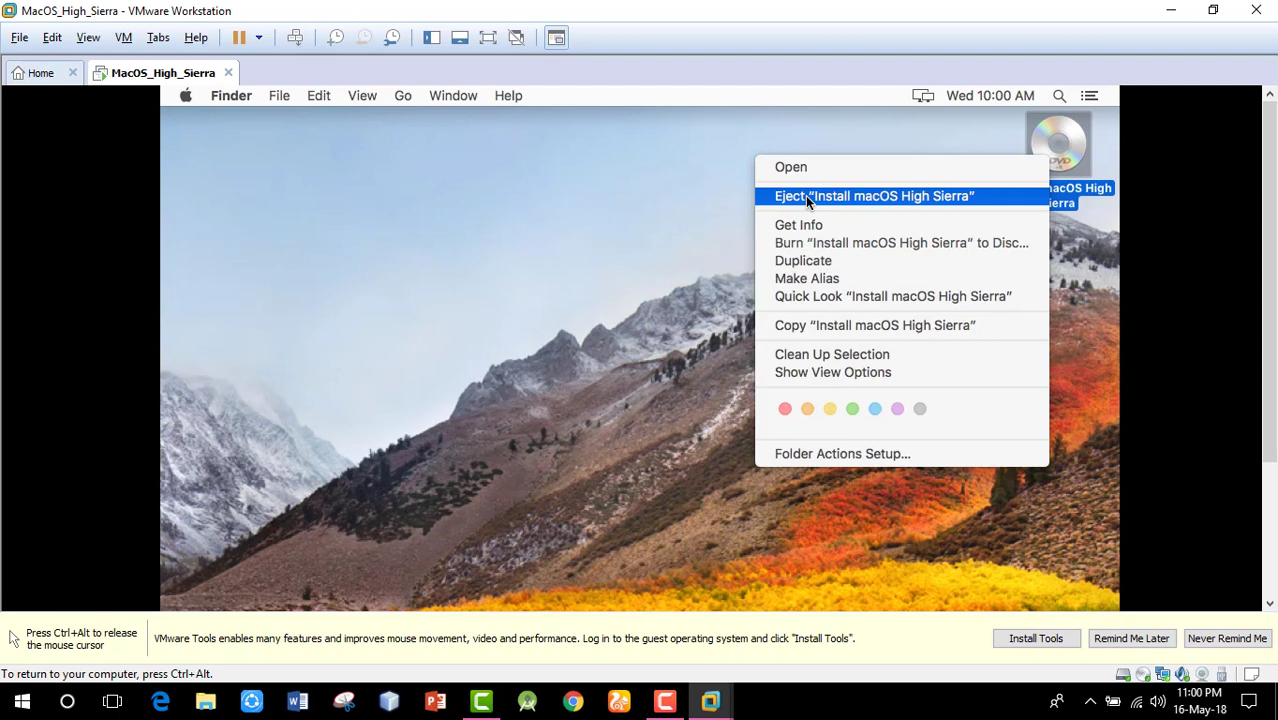 MacOS_High_Sierra - VMware Workstation
File Edit View VM Tabs Help
Home MacOS_High_Sierra
Finder File Edit View Go Window Help Wed 10:00 AM
DVD
Open
macOS High
Eject “Install macOS High Sierra”
Get Info
Burn “Install macOS High Sierra” to Disc...
Duplicate
Make Alias
Quick Look “Install macOS High Sierra”
Copy “Install macOS High Sierra”
Clean Up Selection
Show View Options
Folder Actions Setup...
Press Ctrl+Alt to release
the mouse cursor
VMware Tools enables many features and improves mouse movement, video and performance. Log in to the guest operating system and click "Install Tools".
Install Tools Remind Me Later Never Remind Me
To return to your computer, press Ctrl+Alt.
11:00 PM
16-May-18